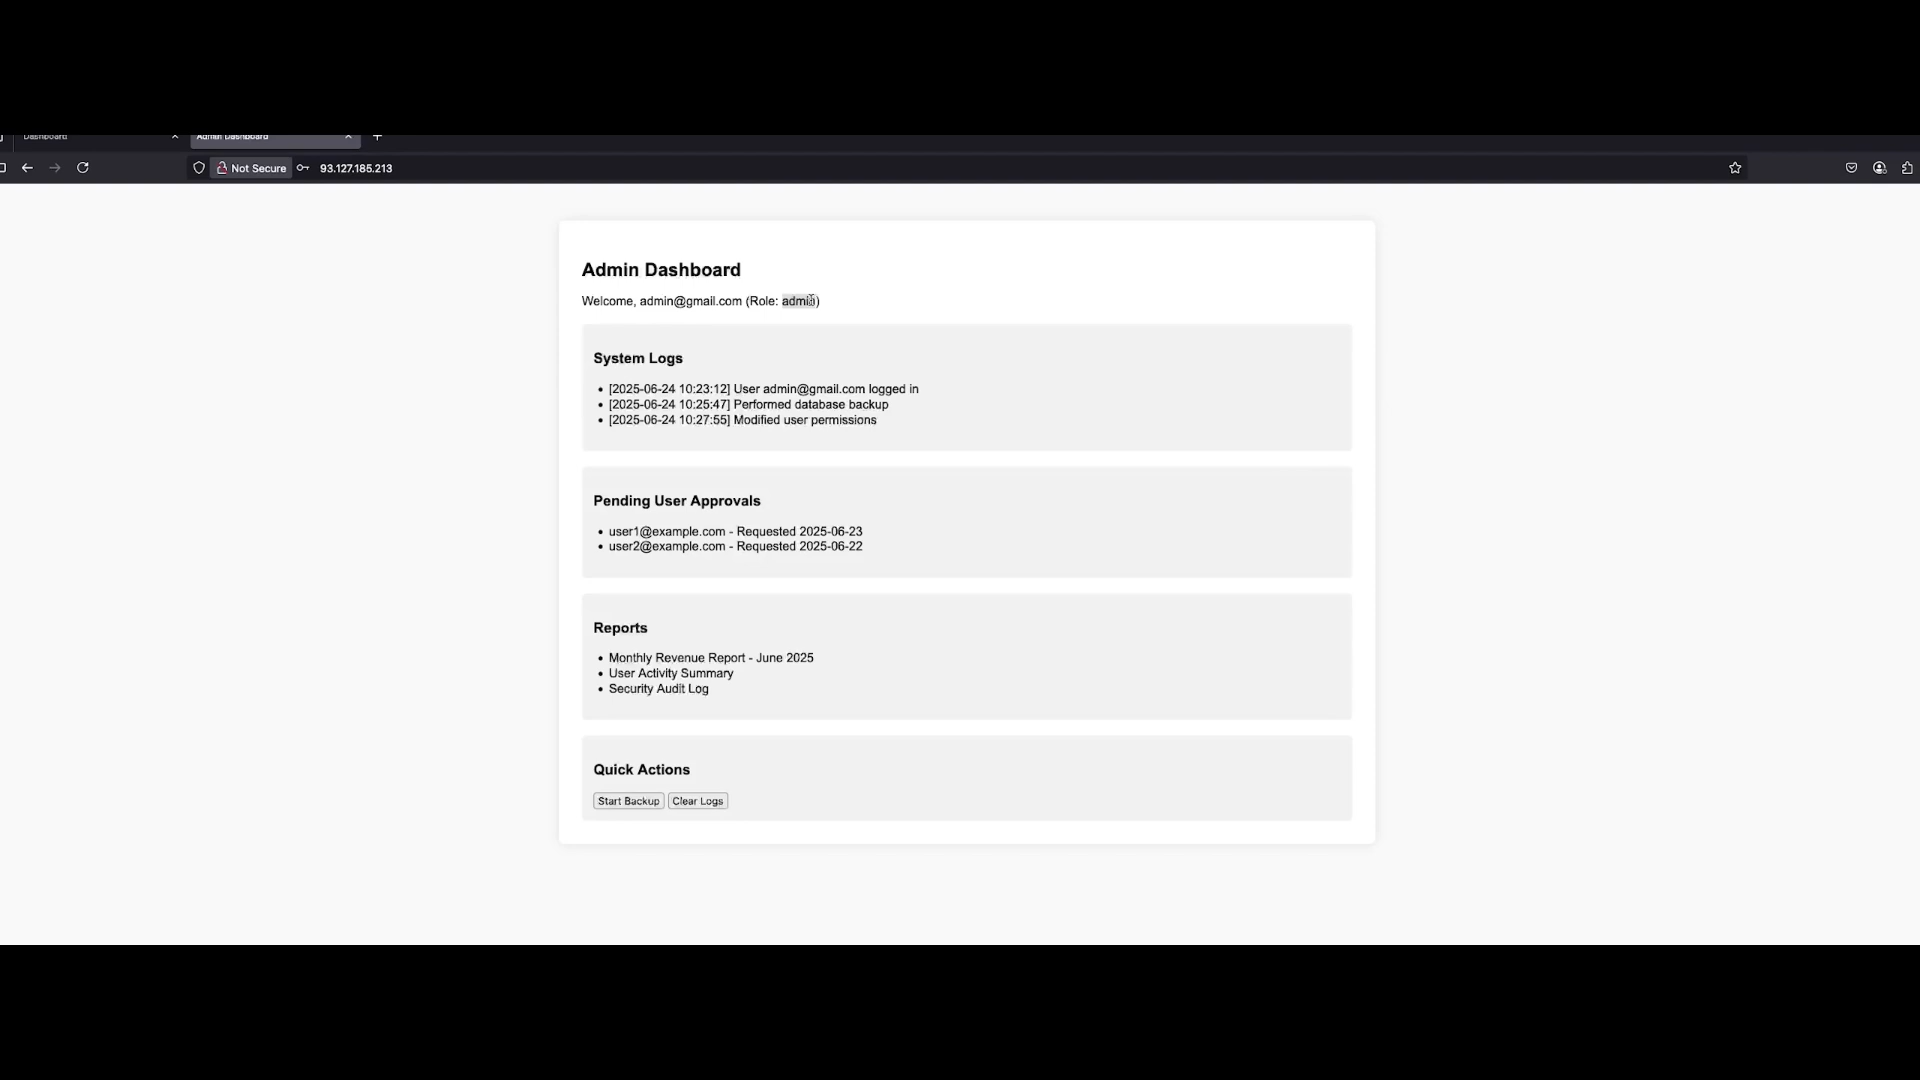 Dashboard
Admin Dashboard
Not Secure
93.127.185.213
Admin Dashboard
Welcome, admin@gmail.com (Role: admin)
System Logs
• [2025-06-24 10:23:12] User admin@gmail.com logged in
• [2025-06-24 10:25:47] Performed database backup
• [2025-06-24 10:27:55] Modified user permissions
Pending User Approvals
• user1@example.com - Requested 2025-06-23
• user2@example.com - Requested 2025-06-22
Reports
• Monthly Revenue Report - June 2025
• User Activity Summary
• Security Audit Log
Quick Actions
Start Backup Clear Logs